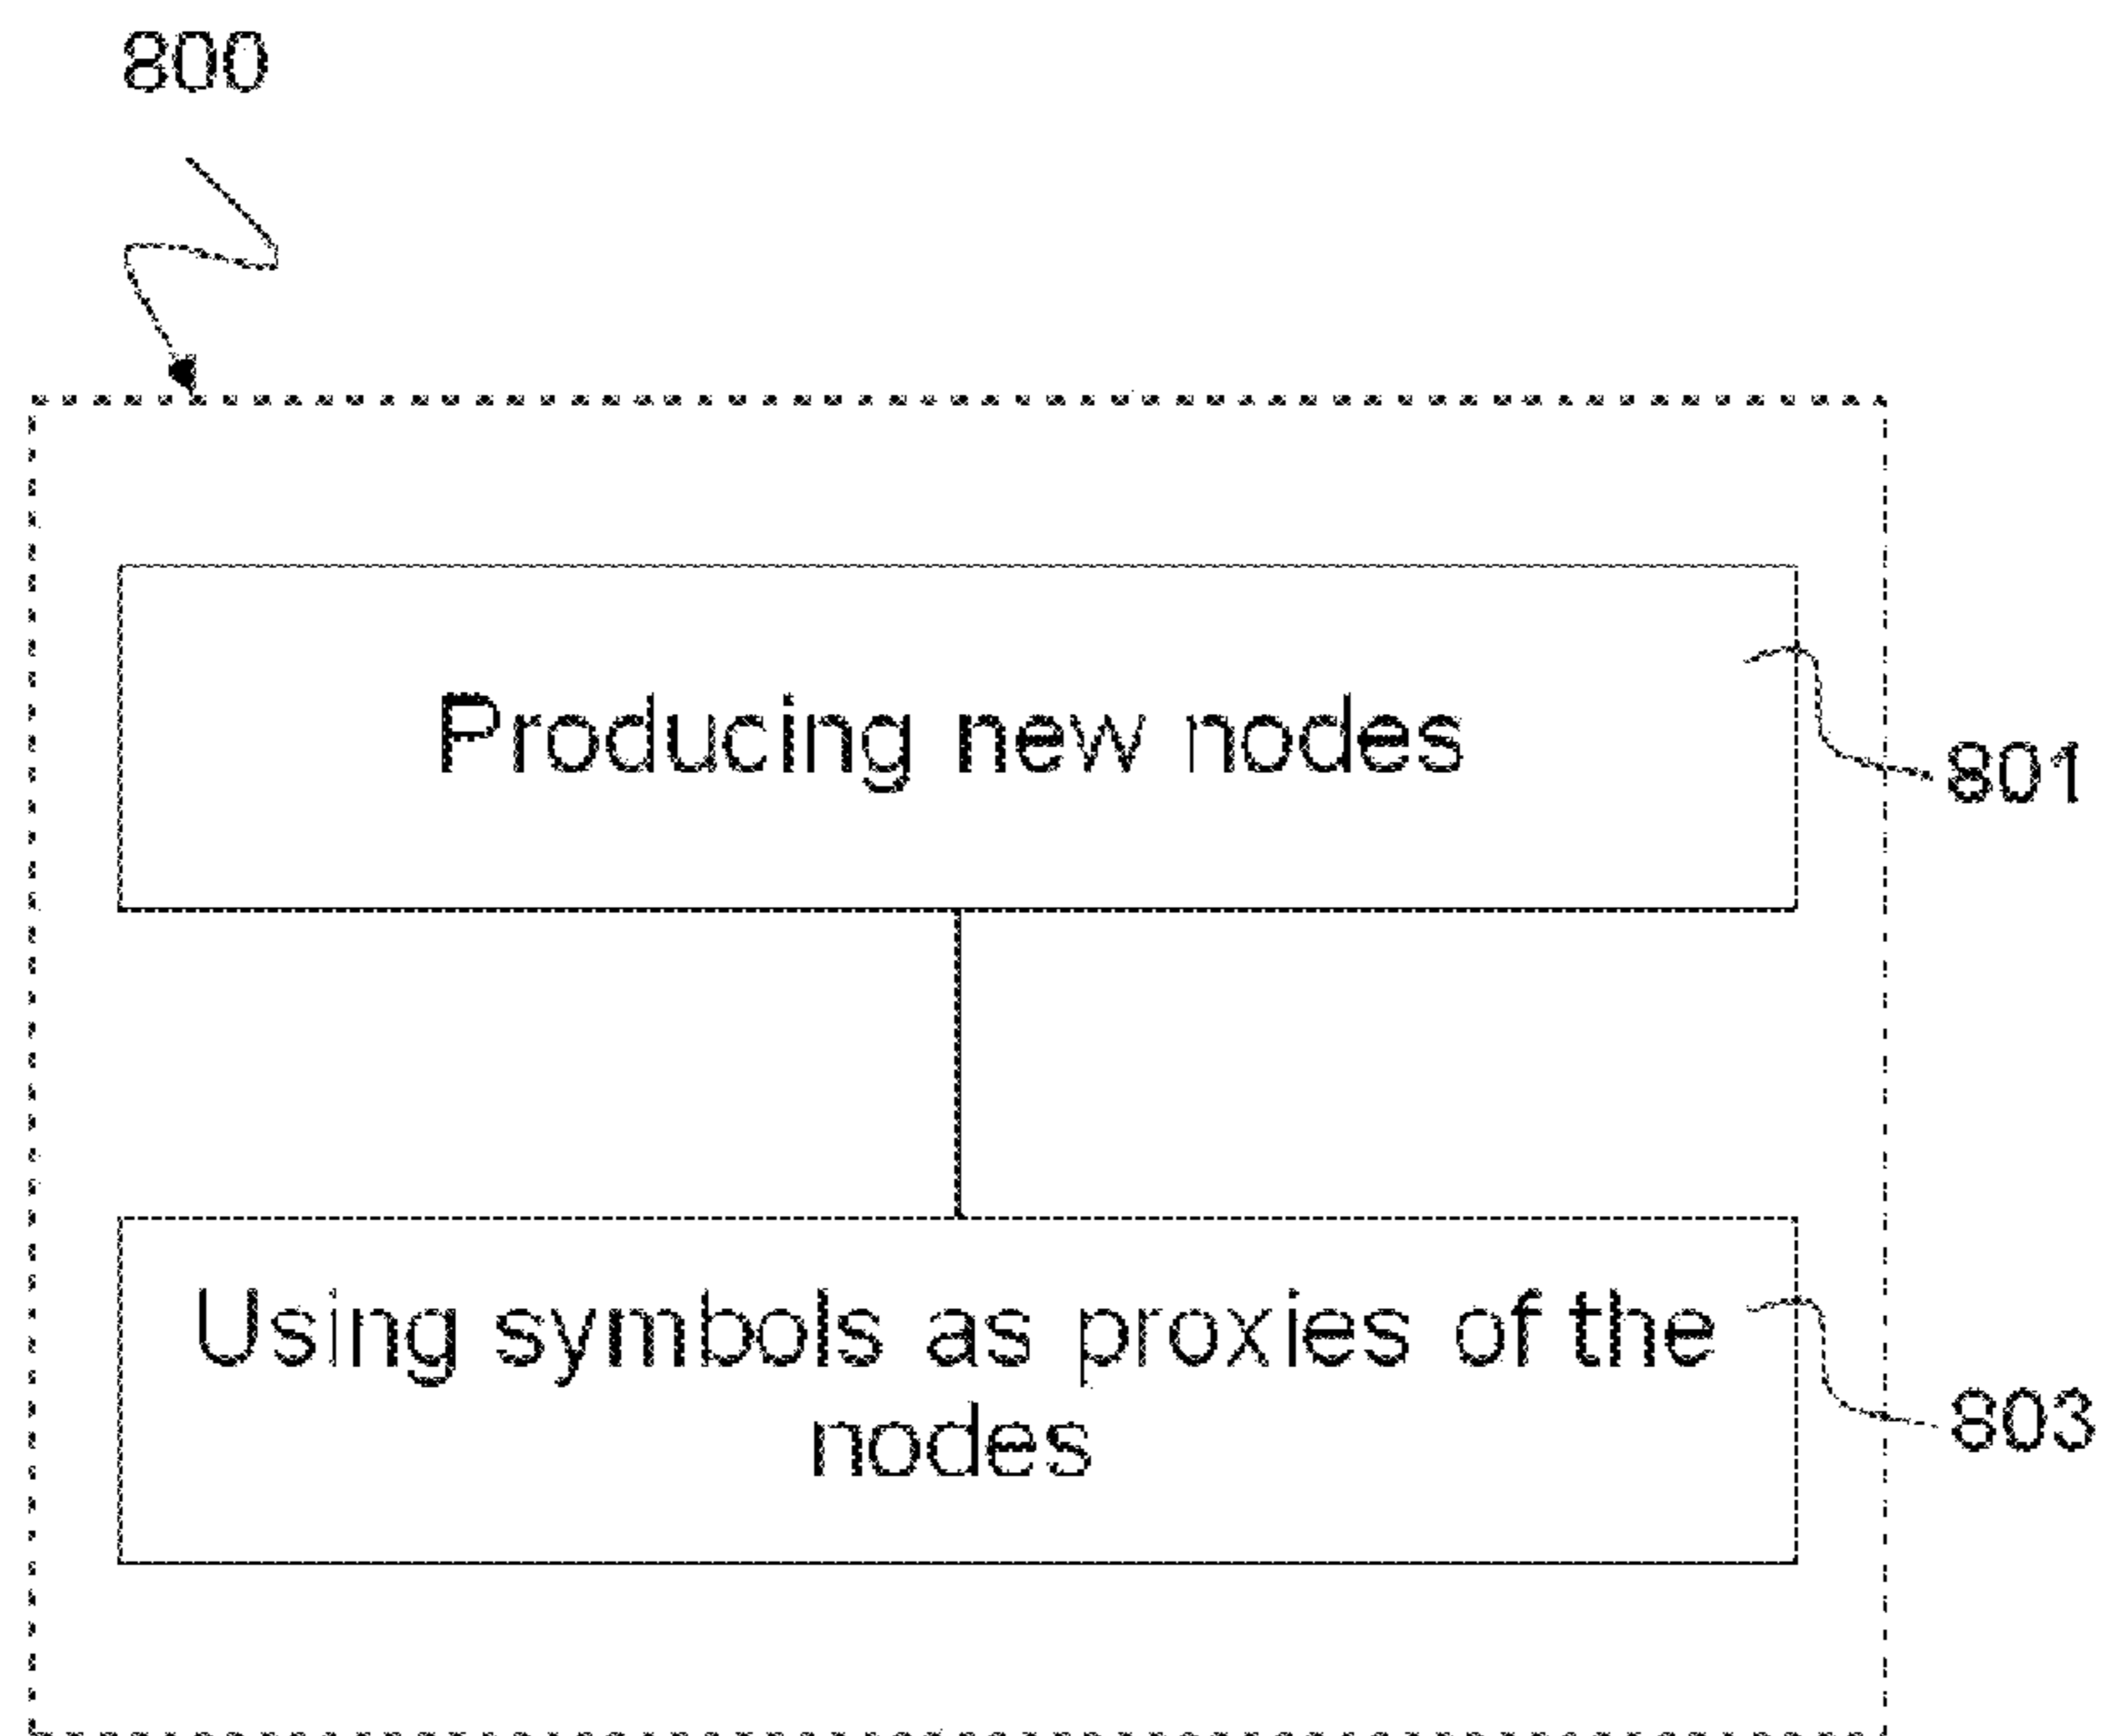 800
Producing new nodes
801
Using symbols as proxies of the
nodes
803